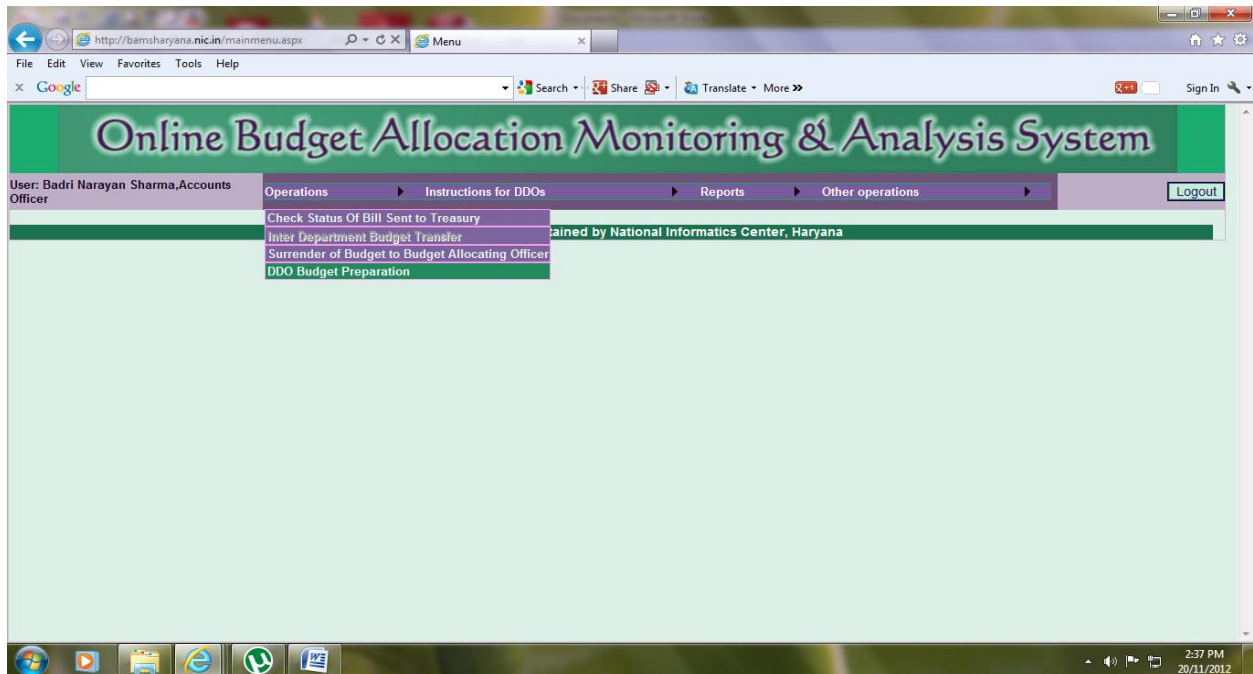 http://bamsharyana.nic.in/mainmenu.aspx
Menu
File Edit View Favorites Tools Help
x Google Search Share Translate More »
Sign In
Online Budget Allocation Monitoring & Analysis System
User: Badri Narayan Sharma,Accounts
Officer
Operations Instructions for DDOs Reports Other operations Logout
Check Status Of Bill Sent to Treasury
Inter Department Budget Transfer
tained by National Informatics Center, Haryana
Surrender of Budget to Budget Allocating Officer
DDO Budget Preparation
2:37 PM
20/11/2012